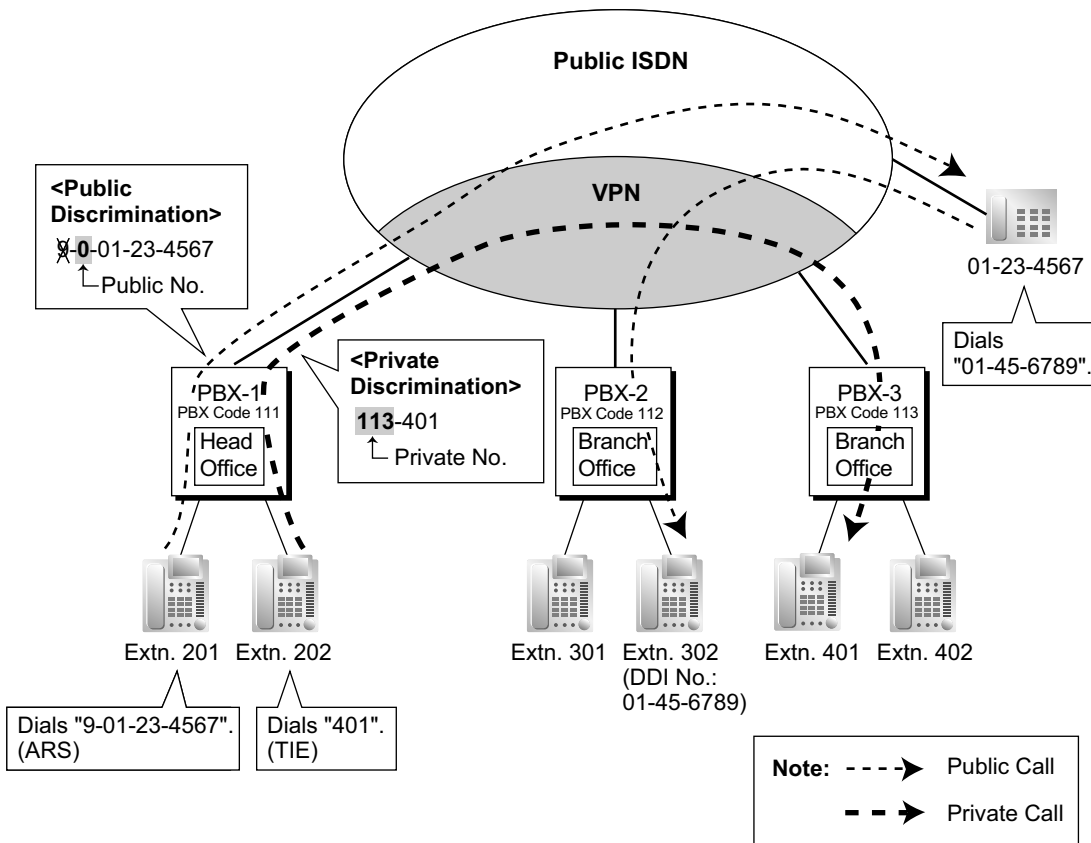 Public ISDN
VPN
<Public
Discrimination>
9-0-01-23-4567
Public No.
01-23-4567
Dials
"01-45-6789".
<Private
Discrimination>
113-401
Private No.
PBX-1
PBX Code 111
Head
Office
PBX-2
PBX Code 112
Branch
Office
PBX-3
PBX Code 113
Branch
Office
Extn. 201
Extn. 202
Extn. 301
Extn. 302
(DDI No.:
01-45-6789)
Extn. 401
Extn. 402
Dials "9-01-23-4567".
(ARS)
Dials "401".
(TIE)
Note:
Public Call
Private Call